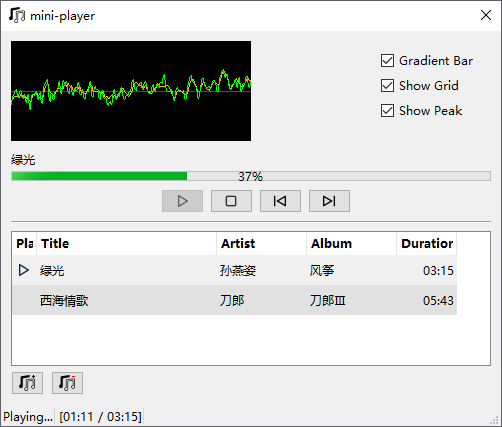 mini-player
Gradient Bar
Show Grid
Show Peak
绿光
37%
Pla Title Artist Album Duration
绿光 孙燕姿 风筝 03:15
西海情歌 刀郎 刀郎III 05:43
Playing... [01:11 / 03:15]